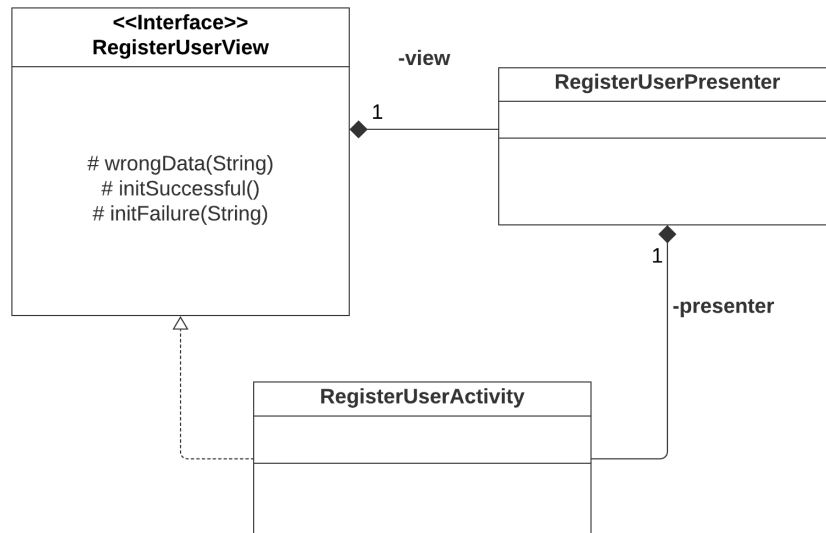 <<Interface>>
RegisterUserView
# wrongData(String)
# initSuccessful()
# initFailure(String)
-view
1
RegisterUserPresenter
1
-presenter
RegisterUserActivity